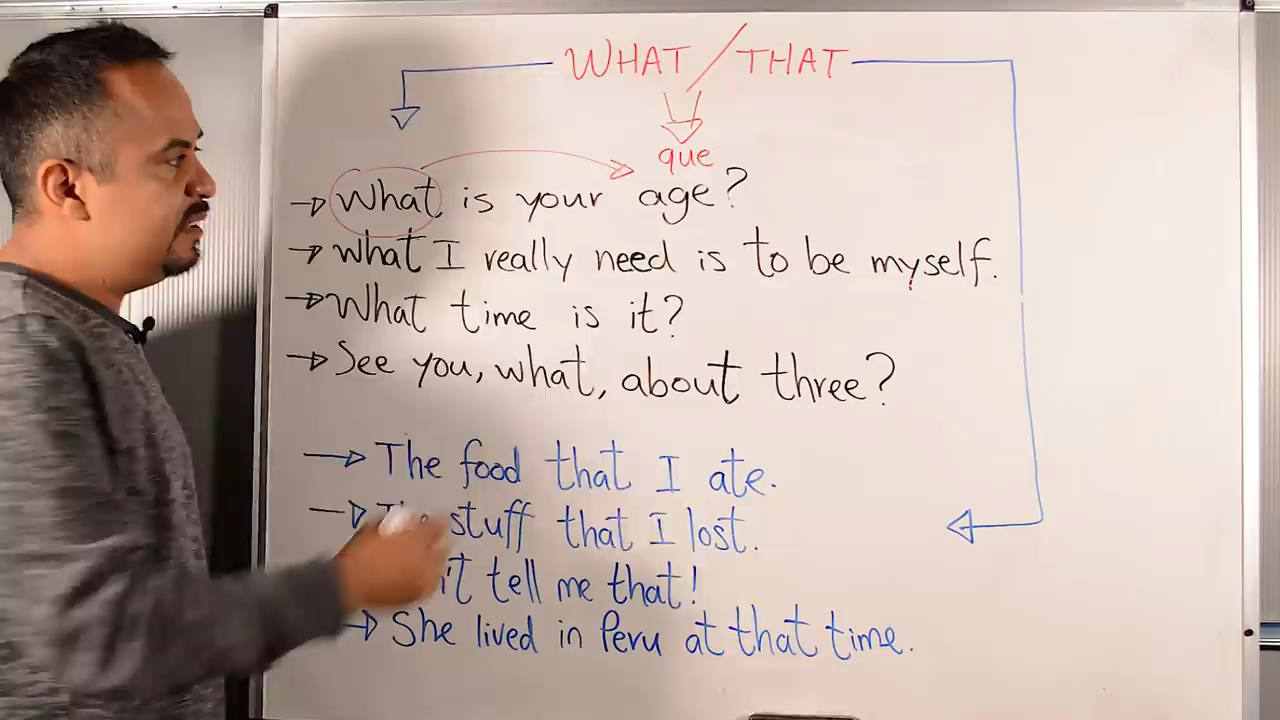 WHAT / THAT
que
What is your age?
what I really need is to be myself.
What time is it?
See you, what, about three?
The food that I ate.
stuff that I lost.
tell me that!
She lived in Peru at that time.